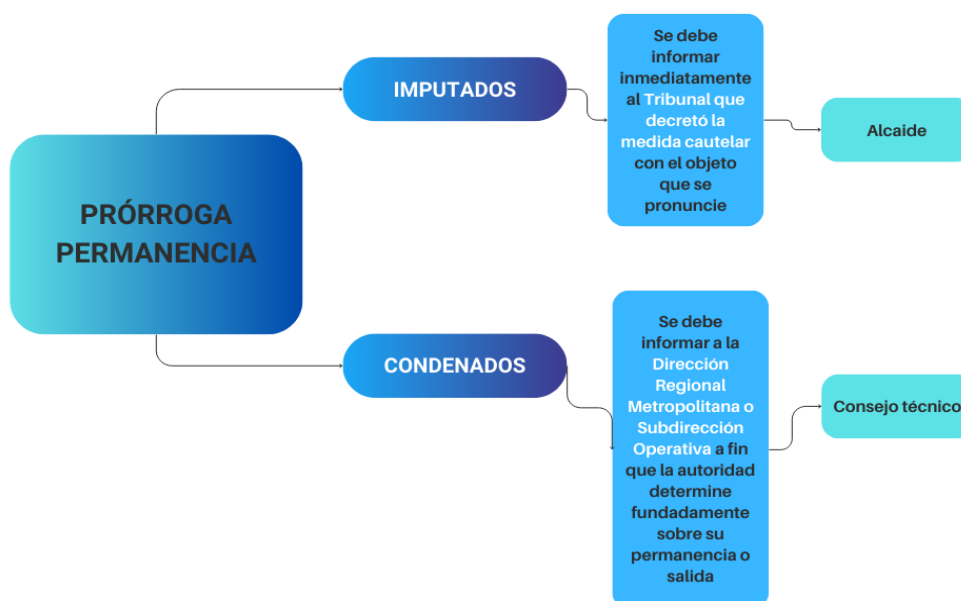 PRÓRROGA
PERMANENCIA
IMPUTADOS
Se debe
informar
inmediatamente
al Tribunal que
decretó la
medida cautelar
con el objeto
que se
pronuncie
Alcaide
CONDENADOS
Se debe
informar a la
Dirección
Regional
Metropolitana o
Subdirección
Operativa a fin
que la autoridad
determine
fundadamente
sobre su
permanencia o
salida
Consejo técnico